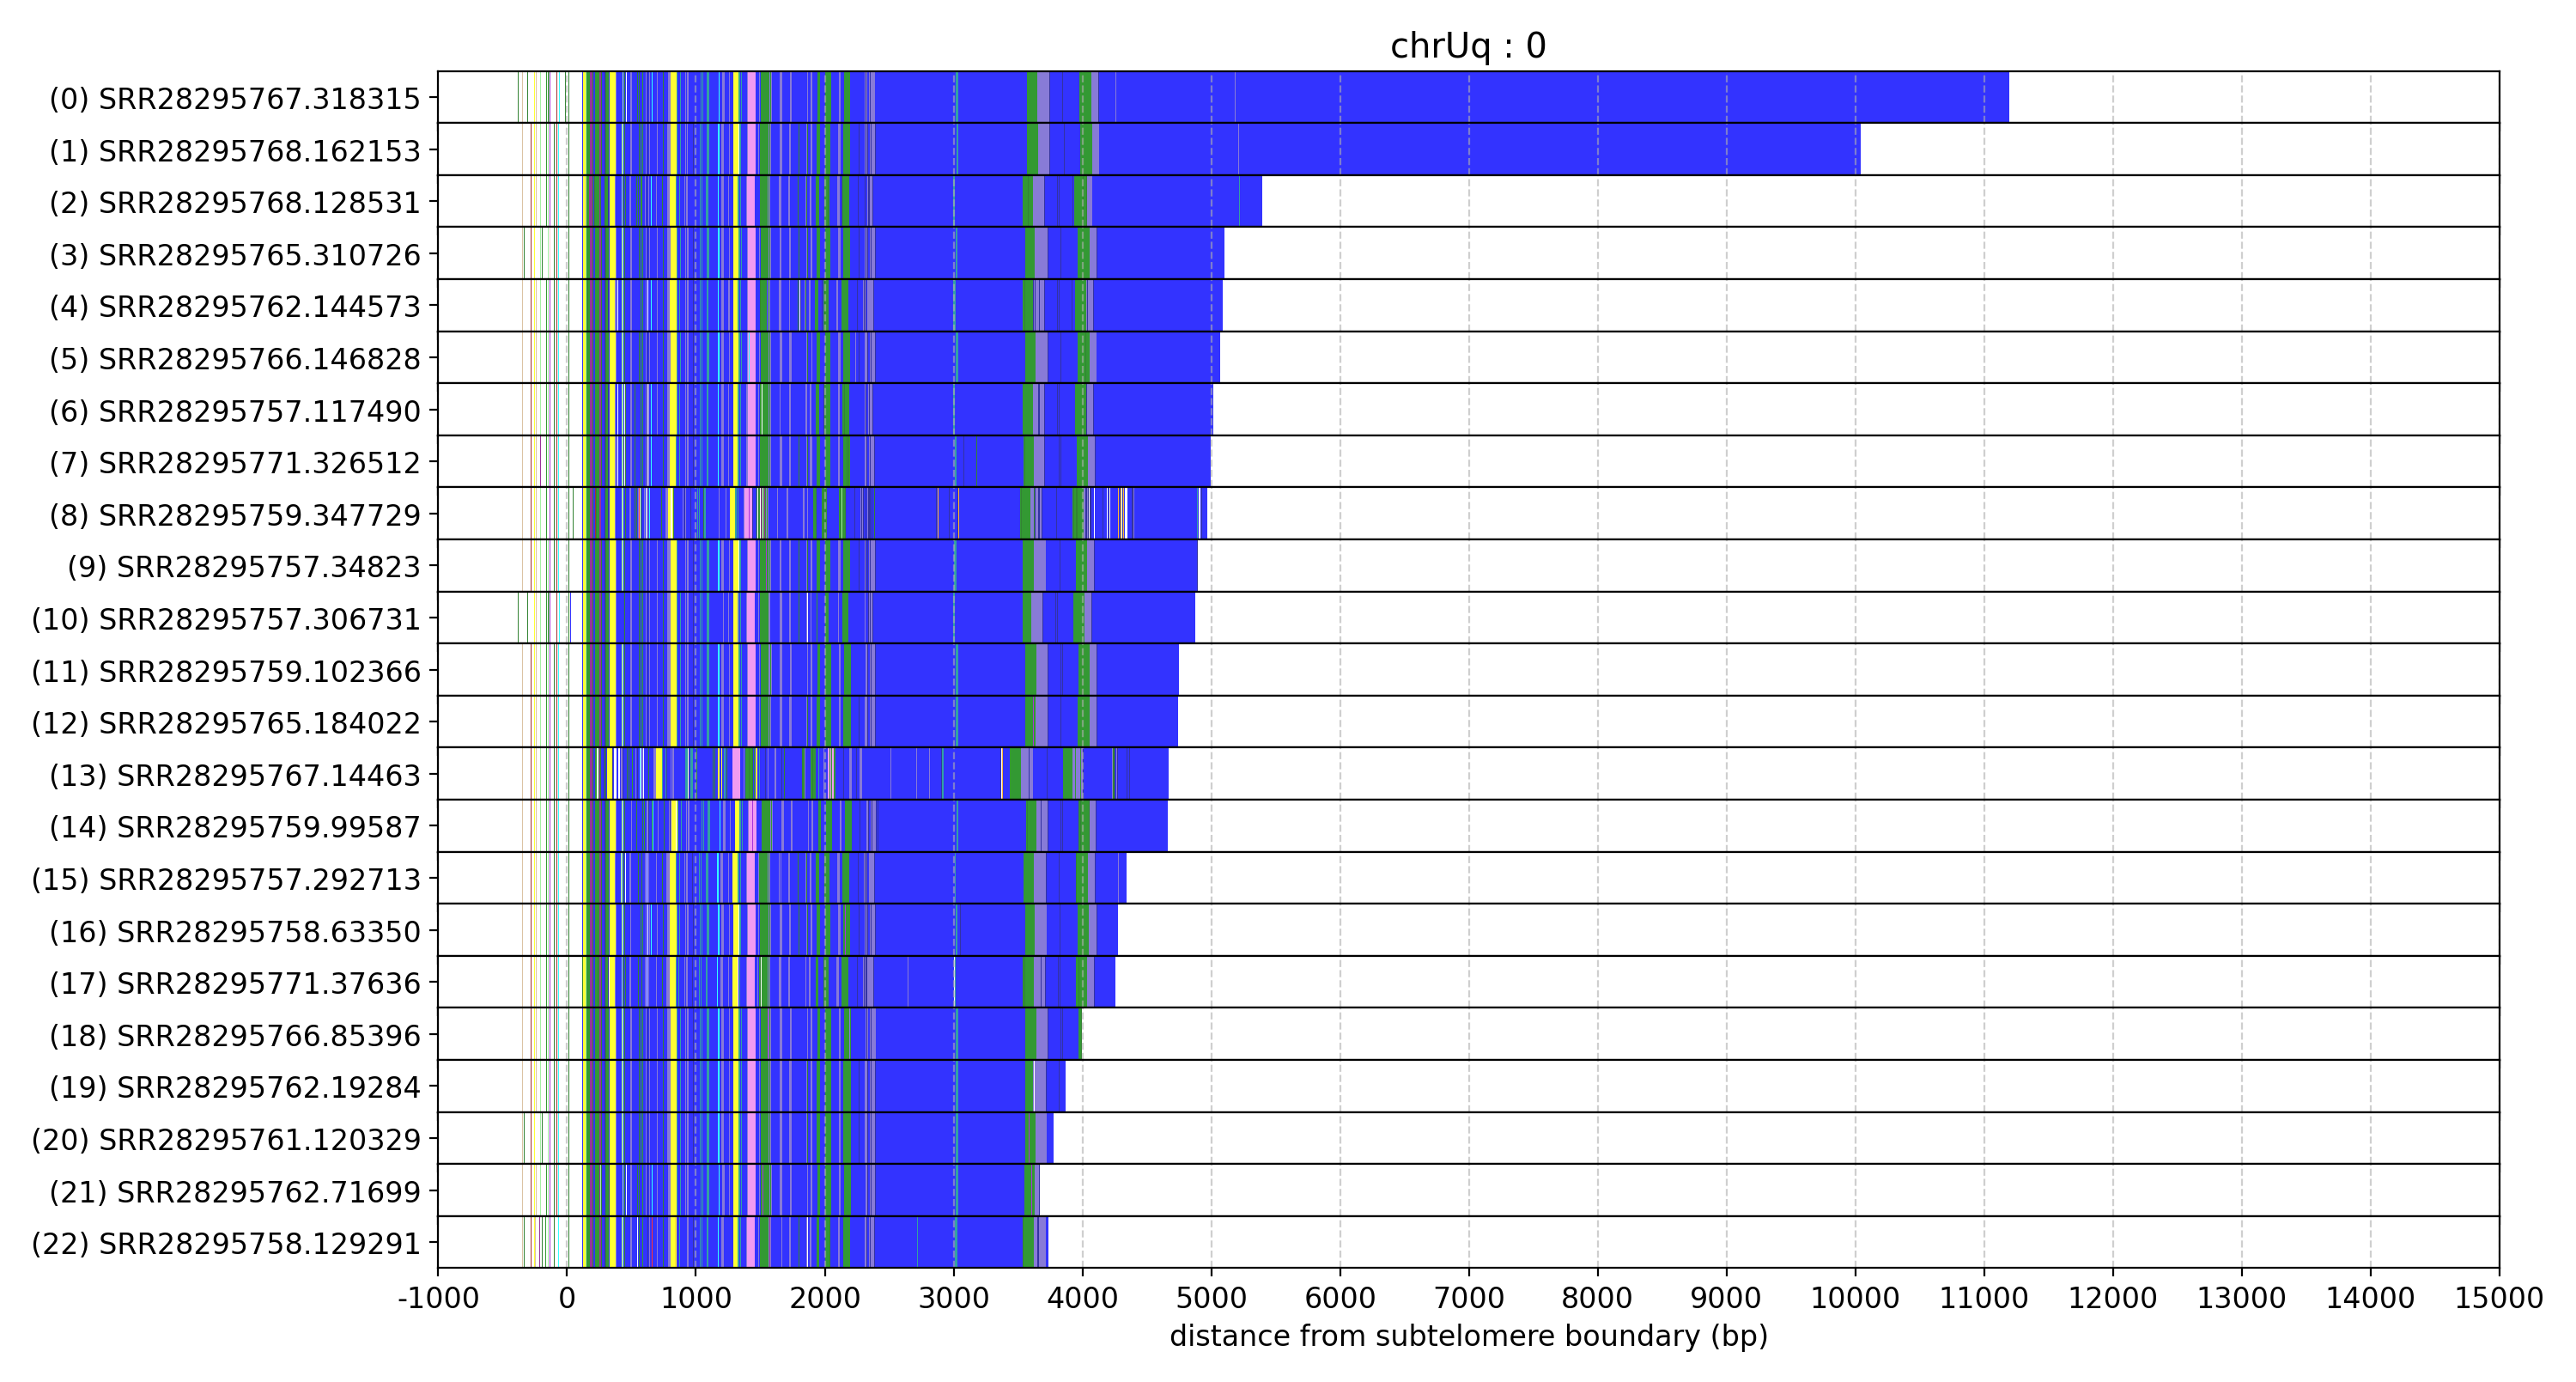 chrUq : 0
(0) SRR28295767.318315
(1) SRR28295768.162153
(2) SRR28295768.128531
(3) SRR28295765.310726
(4) SRR28295762.144573
(5) SRR28295766.146828
(6) SRR28295757.117490
(7) SRR28295771.326512
(8) SRR28295759.347729
(9) SRR28295757.34823
(10) SRR28295757.306731
(11) SRR28295759.102366
(12) SRR28295765.184022
(13) SRR28295767.14463
(14) SRR28295759.99587
(15) SRR28295757.292713
(16) SRR28295758.63350
(17) SRR28295771.37636
(18) SRR28295766.85396
(19) SRR28295762.19284
(20) SRR28295761.120329
(21) SRR28295762.71699
(22) SRR28295758.129291
-1000 0 1000 2000 3000 4000 5000 6000 7000 8000 9000 10000 11000 12000 13000 14000 15000
distance from subtelomere boundary (bp)